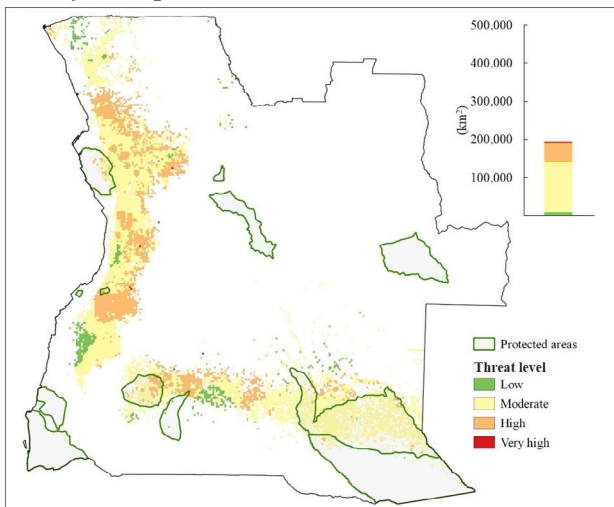 500,000
400,000
300,000
200,000
100,000
(km²)
Protected areas
Threat level
Low
Moderate
High
Very high